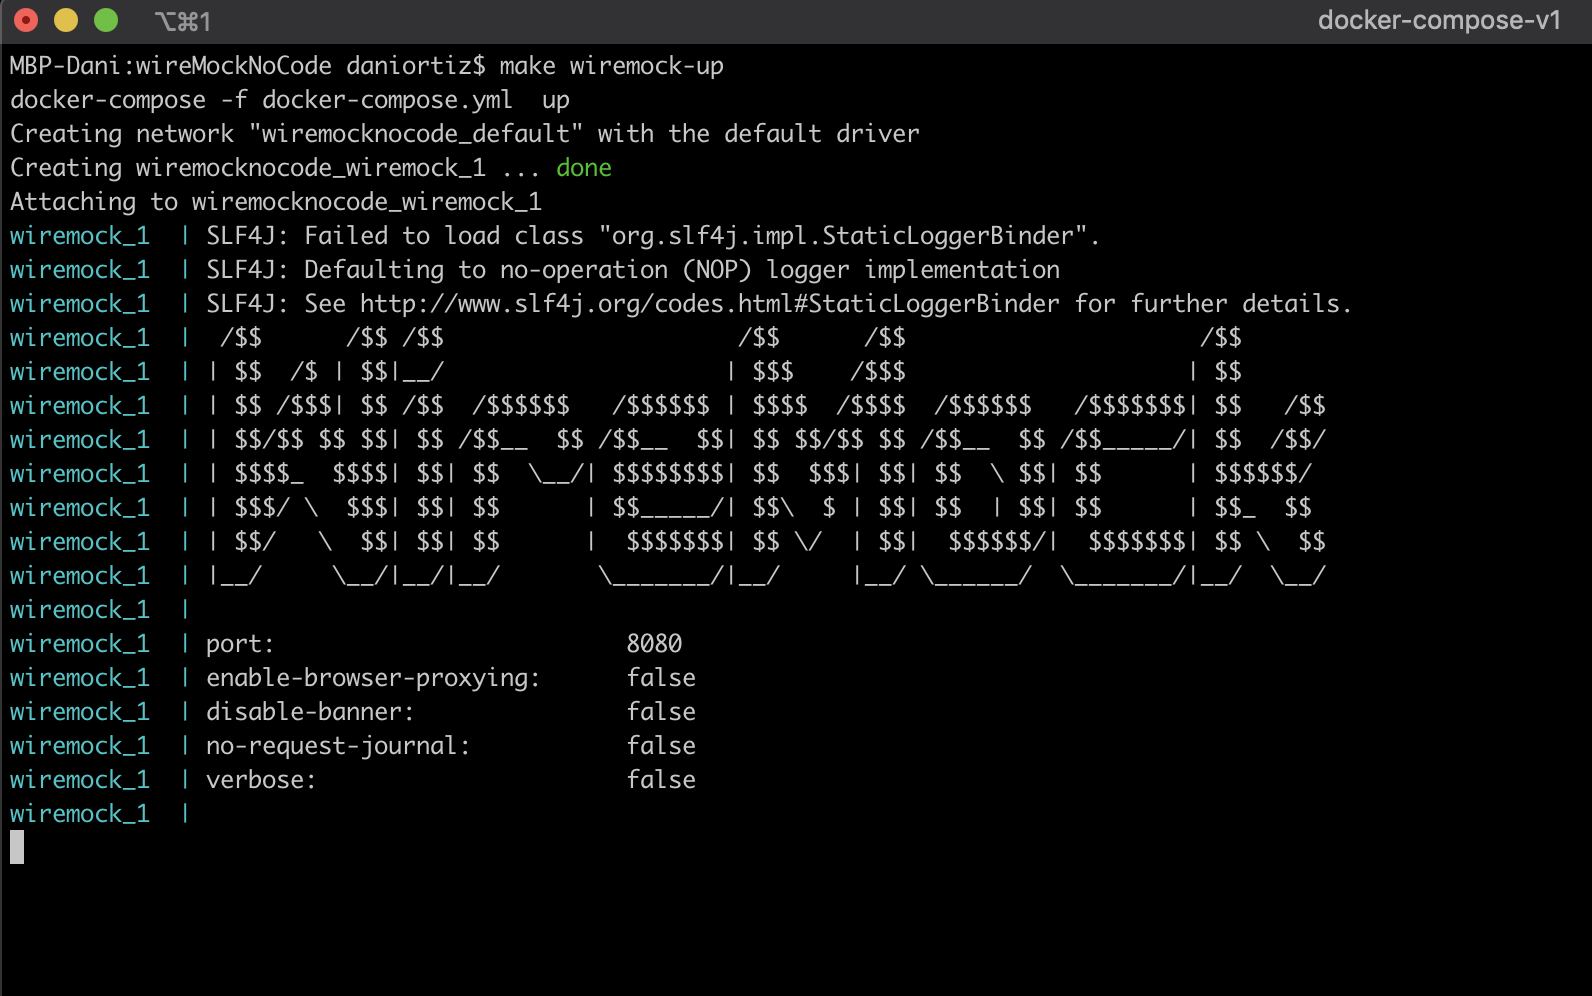 ⌥⌘1 docker-compose-v1
MBP-Dani:wireMockNoCode daniortiz$ make wiremock-up
docker-compose -f docker-compose.yml  up
Creating network "wiremocknocode_default" with the default driver
Creating wiremocknocode_wiremock_1 ... done
Attaching to wiremocknocode_wiremock_1
wiremock_1  | SLF4J: Failed to load class "org.slf4j.impl.StaticLoggerBinder".
wiremock_1  | SLF4J: Defaulting to no-operation (NOP) logger implementation
wiremock_1  | SLF4J: See http://www.slf4j.org/codes.html#StaticLoggerBinder for further details.
wiremock_1  |  /$$      /$$ /$$                     /$$      /$$                     /$$
wiremock_1  | | $$  /$ | $$|__/                    | $$$    /$$$                    | $$
wiremock_1  | | $$ /$$$| $$ /$$  /$$$$$$   /$$$$$$ | $$$$  /$$$$  /$$$$$$   /$$$$$$$| $$   /$$
wiremock_1  | | $$/$$ $$ $$| $$ /$$__  $$ /$$__  $$| $$ $$/$$ $$ /$$__  $$ /$$_____/| $$  /$$/
wiremock_1  | | $$$$_  $$$$| $$| $$  \__/| $$$$$$$$| $$  $$$| $$| $$  \ $$| $$      | $$$$$$/
wiremock_1  | | $$$/ \  $$$| $$| $$      | $$_____/| $$\  $ | $$| $$  | $$| $$      | $$_  $$
wiremock_1  | | $$/   \  $$| $$| $$      |  $$$$$$$| $$ \/  | $$|  $$$$$$/|  $$$$$$$| $$ \  $$
wiremock_1  | |__/     \__/|__/|__/       \_______/|__/     |__/ \______/  \_______/|__/  \__/
wiremock_1  |
wiremock_1  | port:                         8080
wiremock_1  | enable-browser-proxying:      false
wiremock_1  | disable-banner:               false
wiremock_1  | no-request-journal:           false
wiremock_1  | verbose:                      false
wiremock_1  |